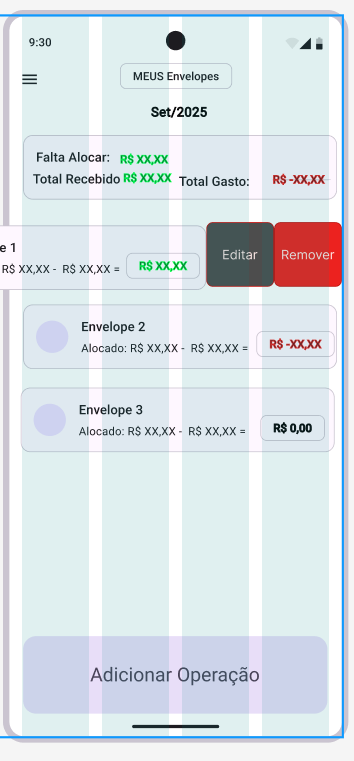 9:30
MEUS Envelopes
Set/2025
Falta Alocar: R$ XX,XX
Total Recebido R$ XX,XX Total Gasto: R$ -XX,XX
e 1
R$ XX,XX - R$ XX,XX = R$ XX,XX
Editar Remover
Envelope 2
Alocado: R$ XX,XX - R$ XX,XX = R$ -XX,XX
Envelope 3
Alocado: R$ XX,XX - R$ XX,XX = R$ 0,00
Adicionar Operação